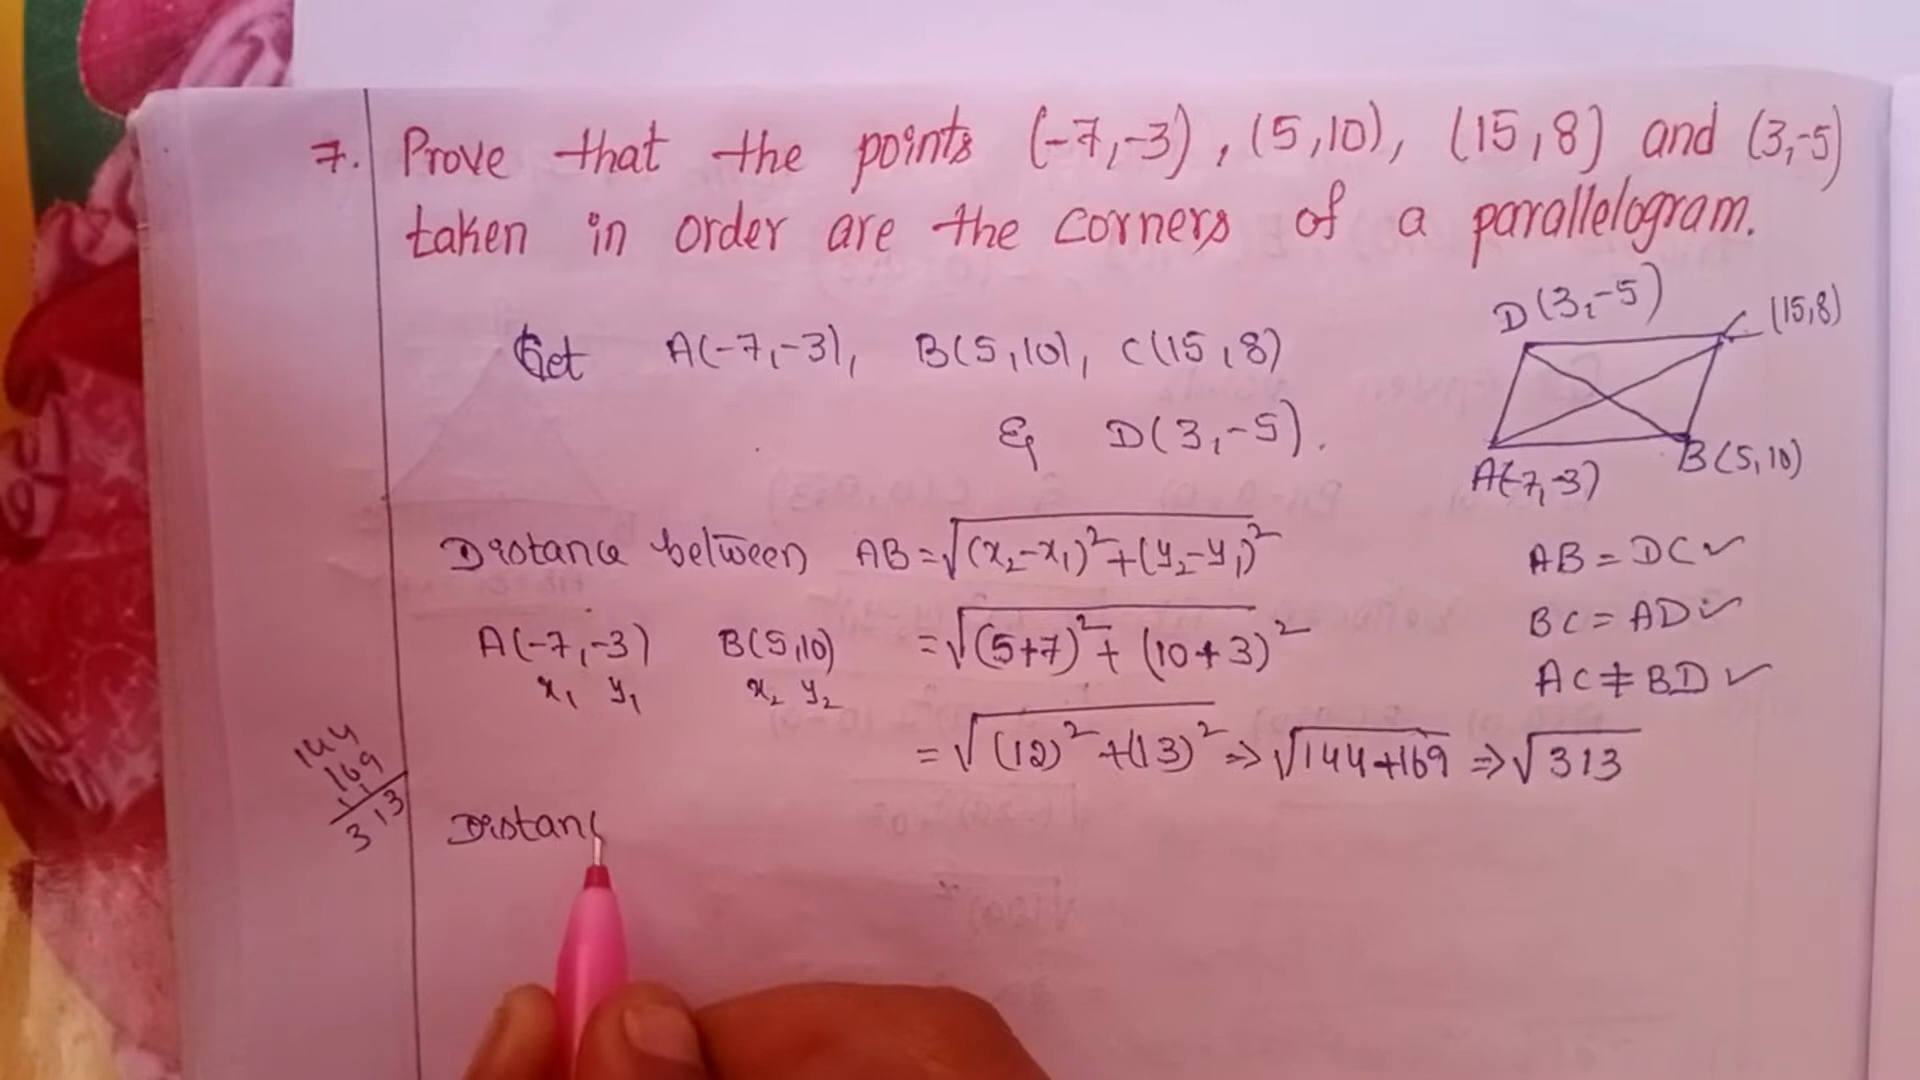 7. Prove that the points (-7,-3), (5,10), (15,8) and (3,-5)
taken in order are the corners of a parallelogram.
D(3,-5)
(15,8)
A(-7,-3)
B(5,10)
Let A(-7,-3), B(5,10), C(15,8)
& D(3,-5).
Distance between AB=√(x₂-x₁)²+(y₂-y₁)²
A(-7,-3) B(5,10) =√(5+7)²+(10+3)²
x₁ y₁ x₂ y₂
=√(12)²+(13)² ⇒ √144+169 ⇒ √313
AB = DC ✓
BC = AD ✓
AC ≠ BD ✓
144
169
313
Distanc